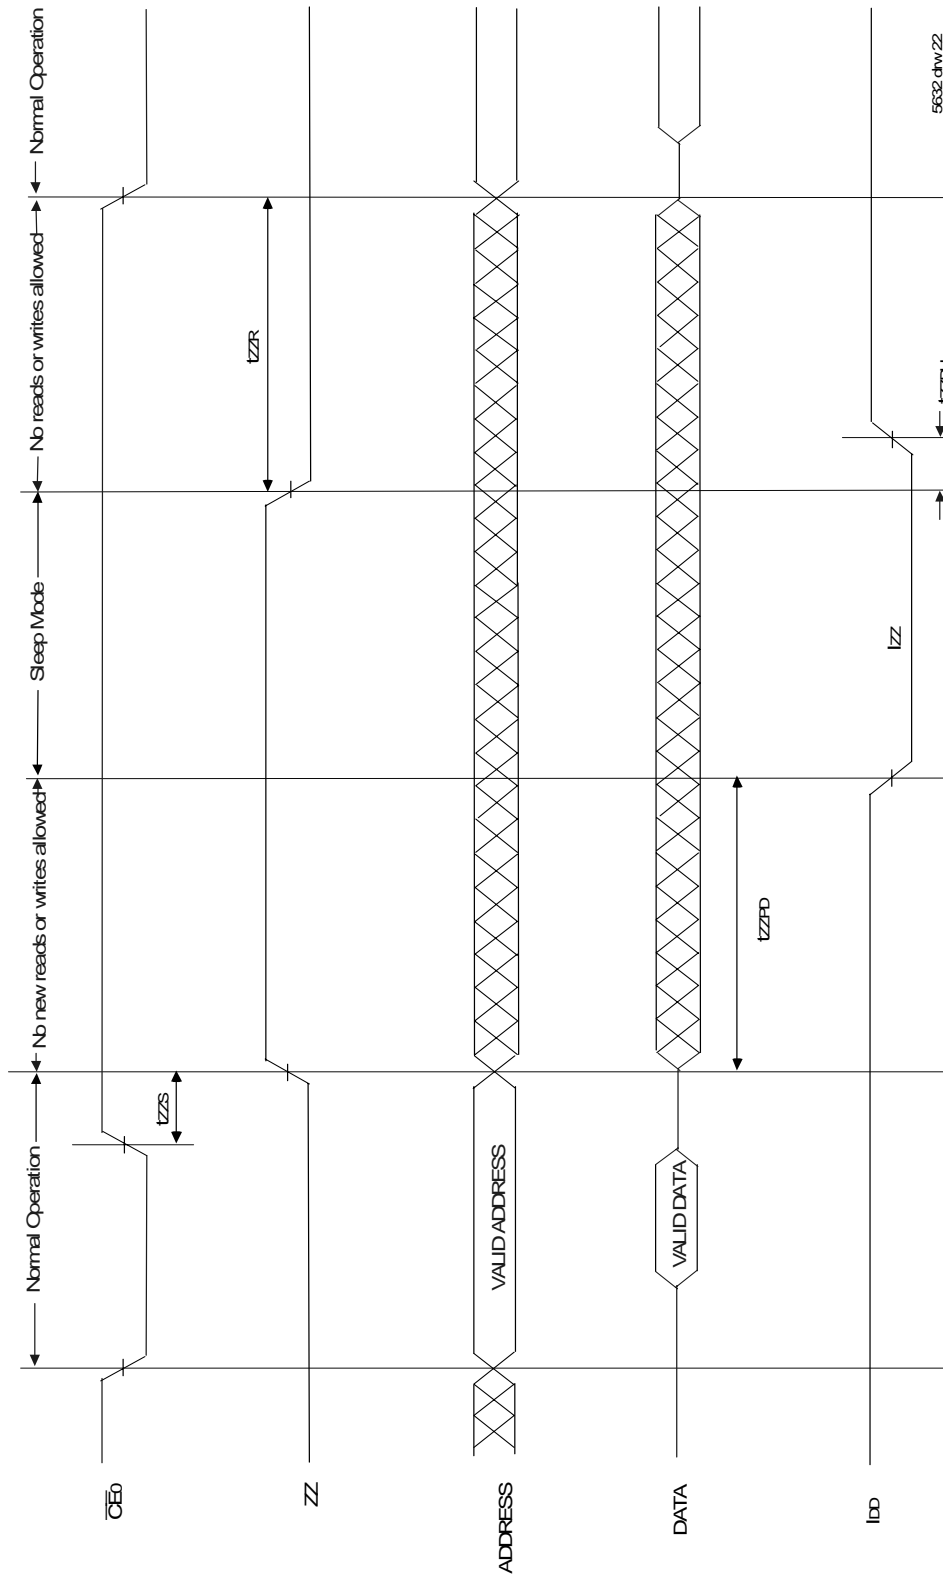 Normal Operation
No new reads or writes allowed
Sleep Mode
No reads or writes allowed
Normal Operation
CE0
tZZS
ZZ
tZZR
ADDRESS
VALID ADDRESS
DATA
VALID DATA
tZZPD
IDD
IZZ
5632 drw 22